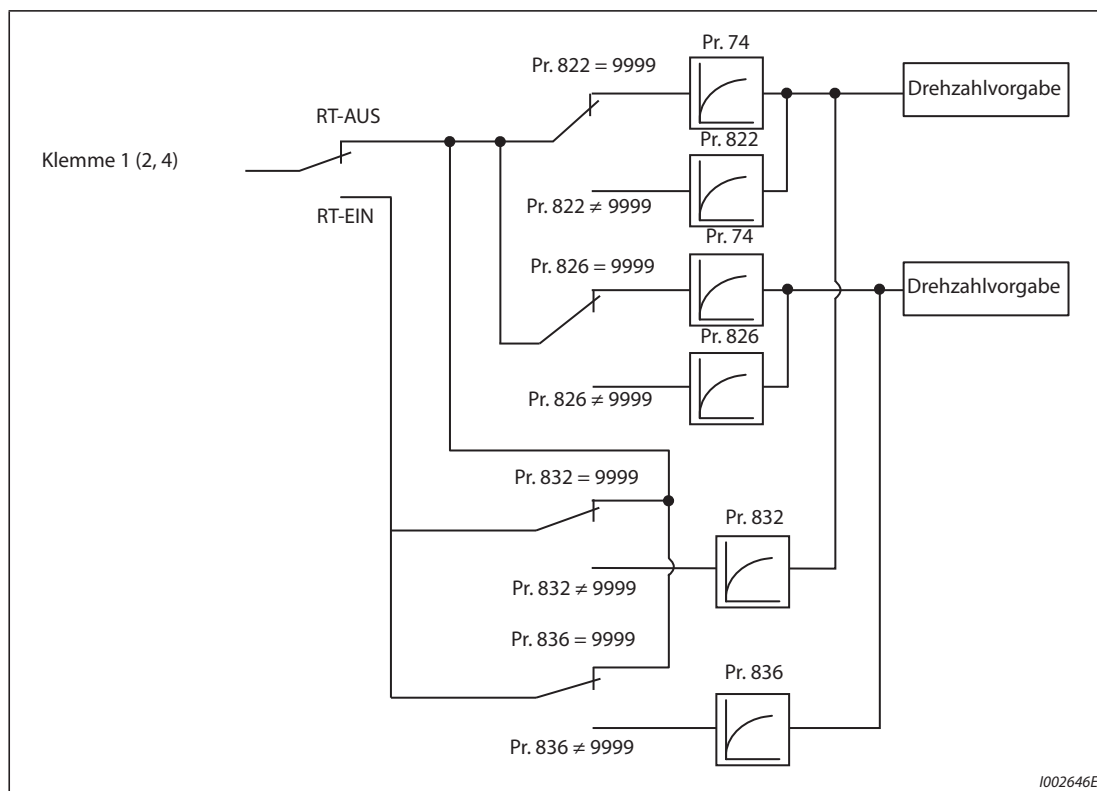 Pr. 74
Pr. 822 = 9999
Drehzahlvorgabe
RT-AUS
Pr. 822
Klemme 1 (2, 4)
Pr. 822 ≠ 9999
RT-EIN
Pr. 74
Pr. 826 = 9999
Drehzahlvorgabe
Pr. 826
Pr. 826 ≠ 9999
Pr. 832 = 9999
Pr. 832
Pr. 832 ≠ 9999
Pr. 836 = 9999
Pr. 836
Pr. 836 ≠ 9999
I002646E